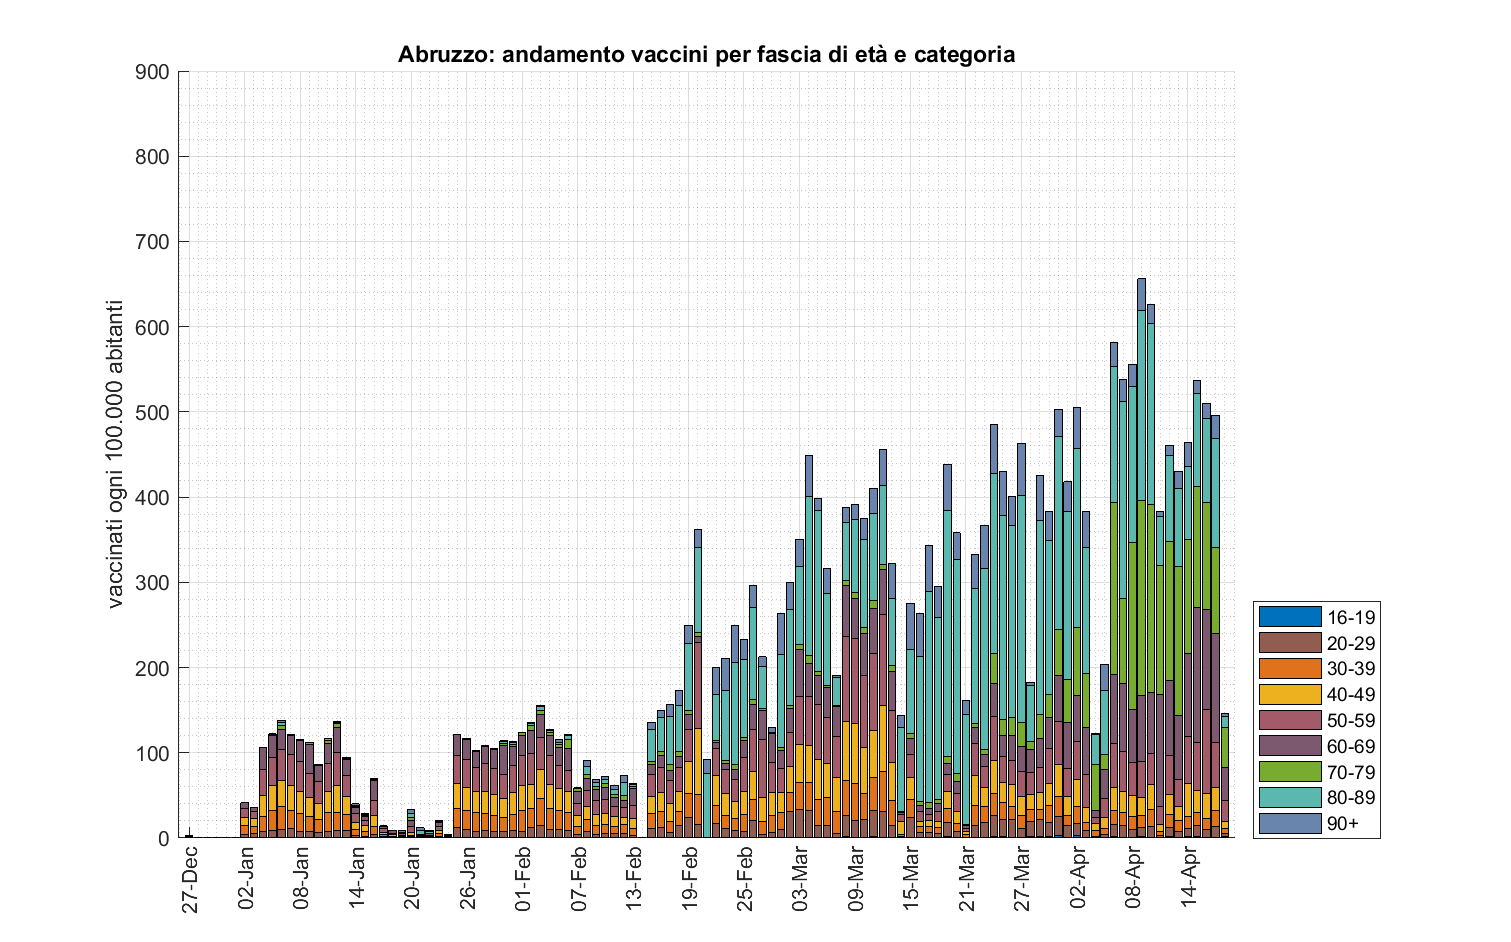 Abruzzo: andamento vaccini per fascia di età e categoria
vaccinati ogni 100.000 abitanti
900
800
700
600
500
400
300
200
100
0
27-Dec
02-Jan
08-Jan
14-Jan
20-Jan
26-Jan
01-Feb
07-Feb
13-Feb
19-Feb
25-Feb
03-Mar
09-Mar
15-Mar
21-Mar
27-Mar
02-Apr
08-Apr
14-Apr
16-19
20-29
30-39
40-49
50-59
60-69
70-79
80-89
90+